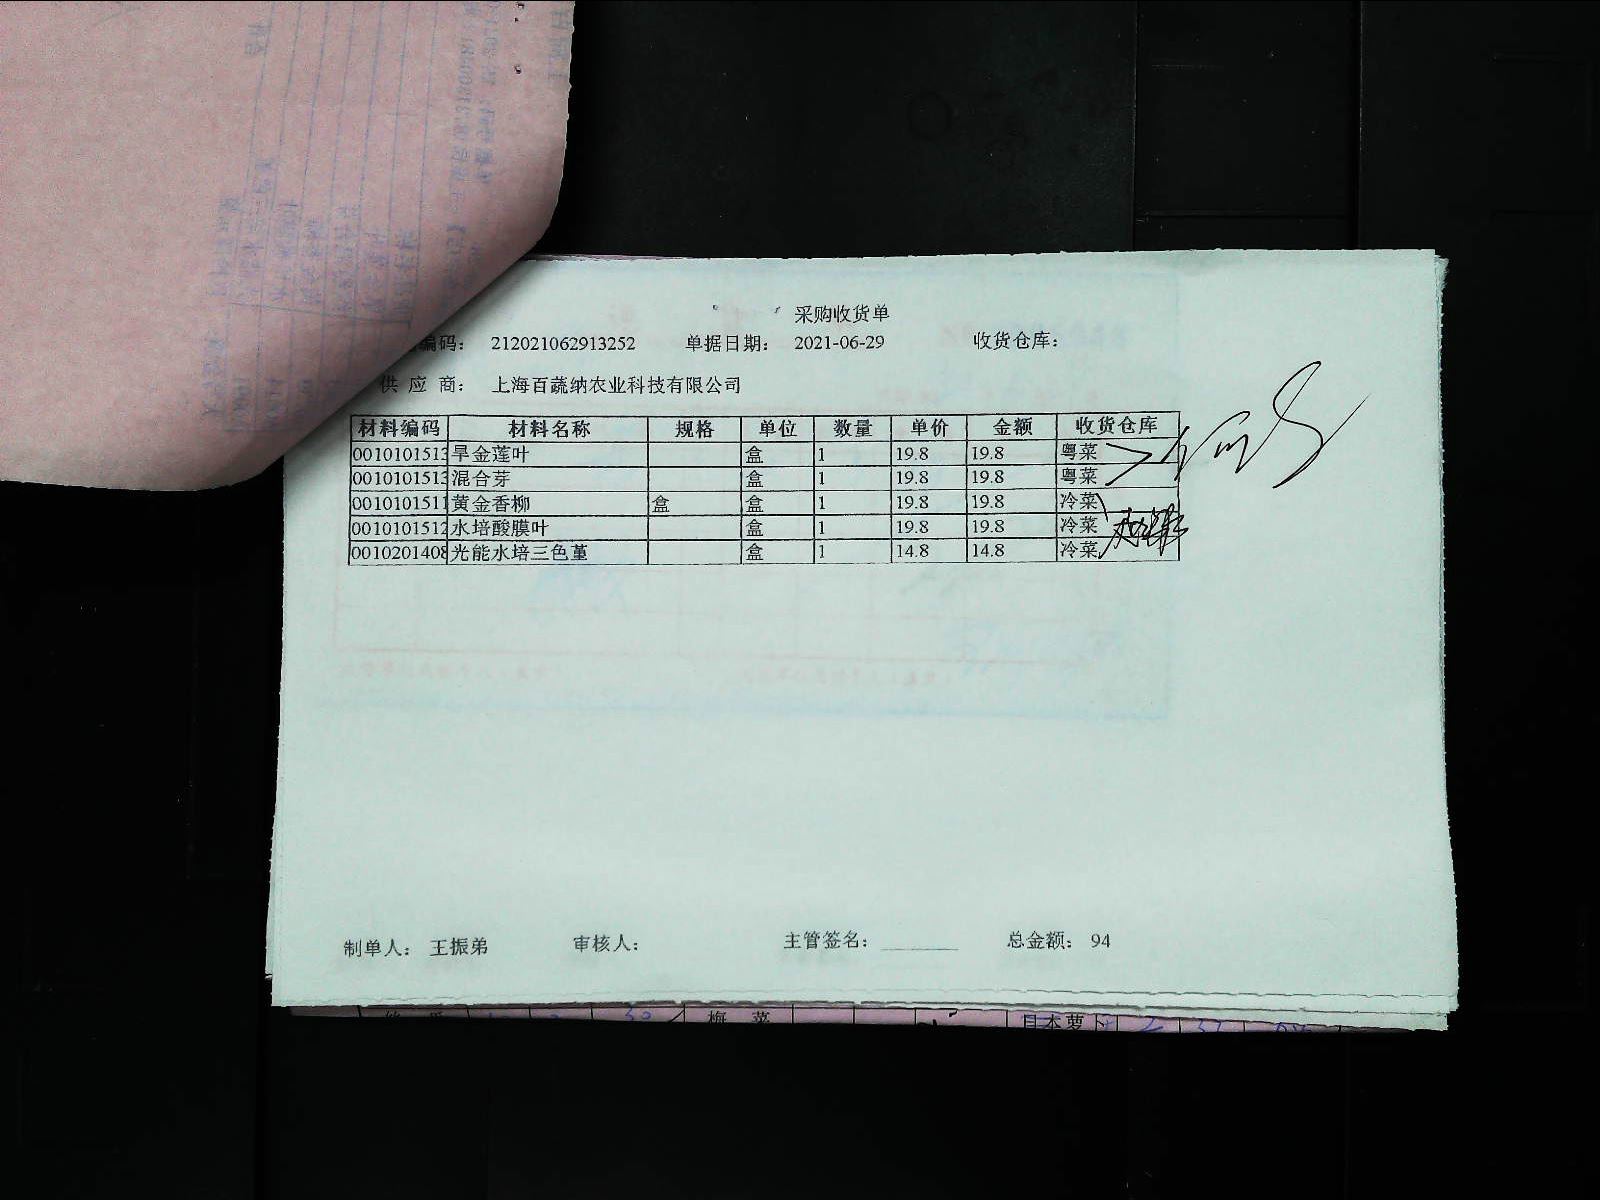 采购收货单
编码： 212021062913252 单据日期： 2021-06-29 收货仓库：
供 应 商： 上海百蔬纳农业科技有限公司
材料编码 材料名称 规格 单位 数量 单价 金额 收货仓库
0010101513 旱金莲叶 盒 1 19.8 19.8 粤菜
0010101513 混合芽 盒 1 19.8 19.8 粤菜
0010101511 黄金香柳 盒 盒 1 19.8 19.8 冷菜
0010101512 水培酸膜叶 盒 1 19.8 19.8 冷菜
0010201408 光能水培三色堇 盒 1 14.8 14.8 冷菜
制单人： 王振弟 审核人： 主管签名： 总金额： 94
梅 菜 日本萝卜